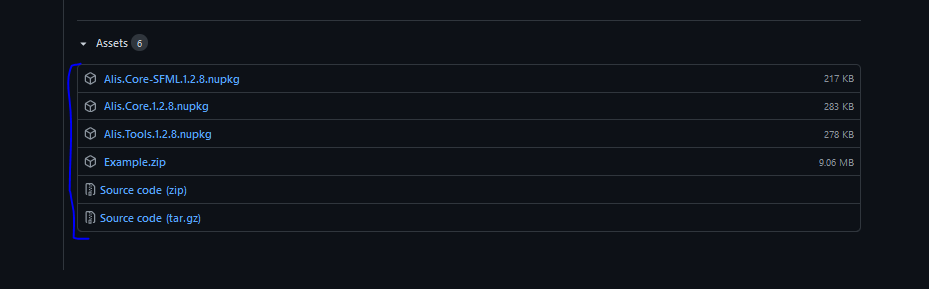 Assets 6
Alis.Core-SFML.1.2.8.nupkg 217 KB
Alis.Core.1.2.8.nupkg 283 KB
Alis.Tools.1.2.8.nupkg 278 KB
Example.zip 9.06 MB
Source code (zip)
Source code (tar.gz)